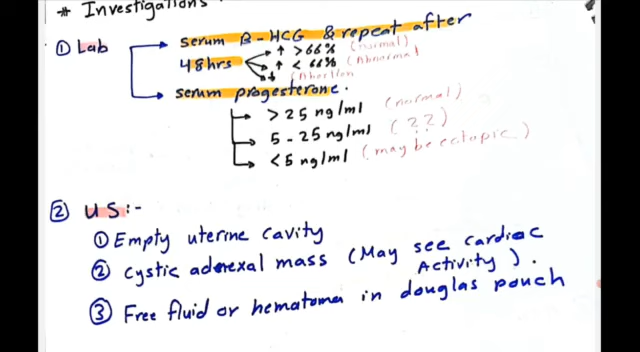 * Investigations
① Lab
serum B-HCG & repeat after
48hrs
↑ >66% (normal)
↑ <66% (Abnormal
↓ (Abortion
serum progesterone.
>25 ng/ml (normal)
5-25 ng/ml (??)
<5 ng/ml (may be ectopic)
② US:-
① Empty uterine cavity
② Cystic adnexal mass (May see cardiac
Activity).
③ Free fluid or hematoma in douglas pouch